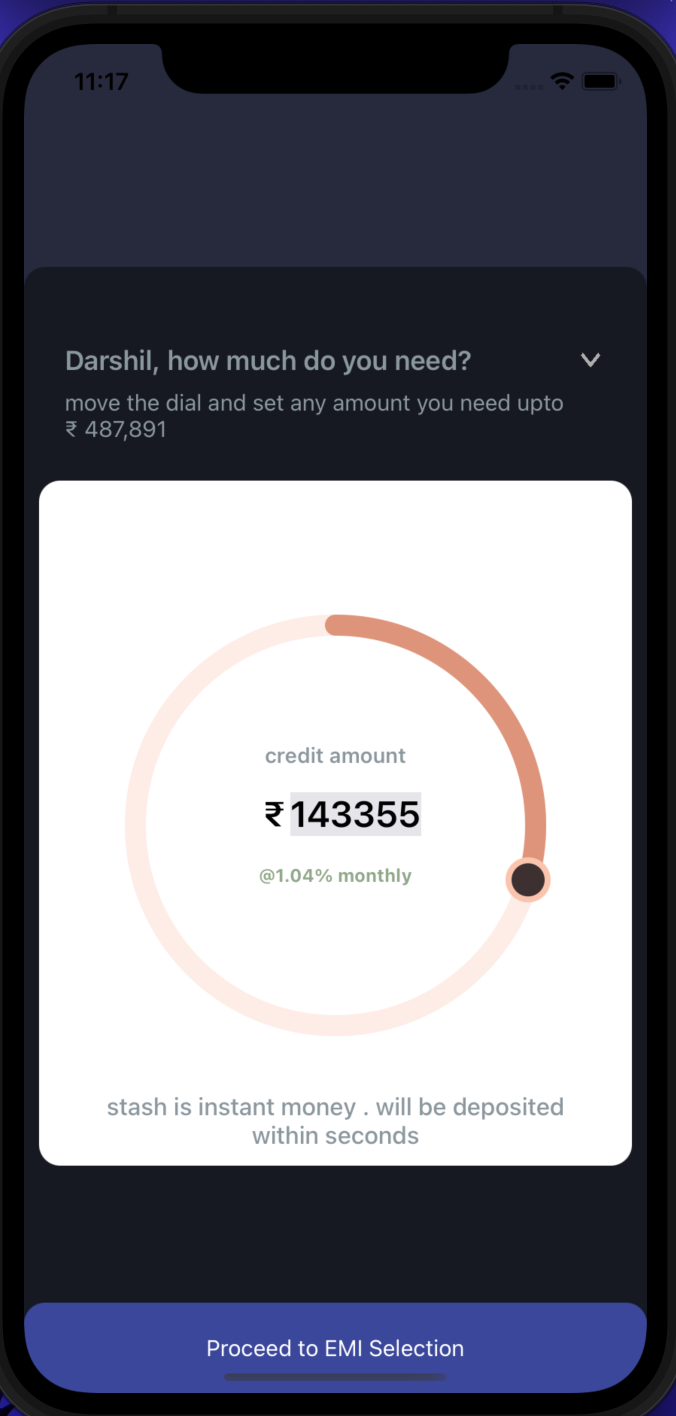 11:17
Darshil, how much do you need?
move the dial and set any amount you need upto
₹ 487,891
credit amount
₹ 143355
@1.04% monthly
stash is instant money . will be deposited
within seconds
Proceed to EMI Selection